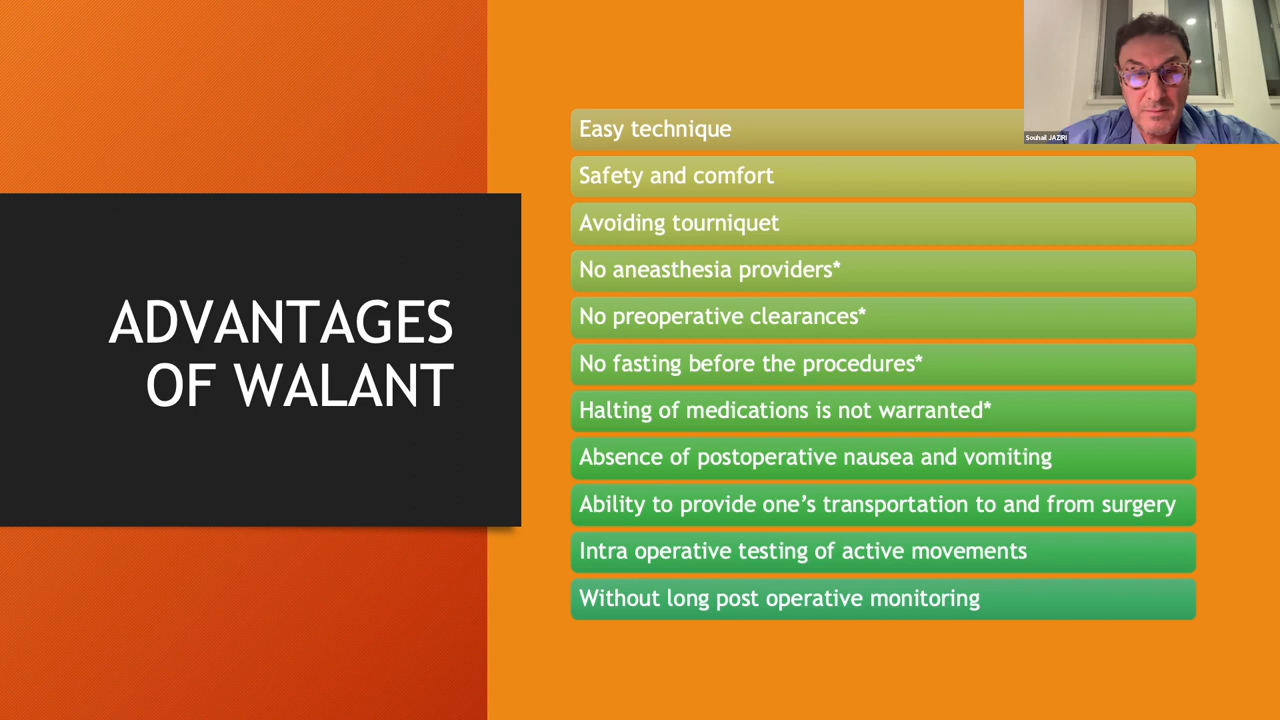 ADVANTAGES
OF WALANT
Easy technique
Safety and comfort
Avoiding tourniquet
No aneasthesia providers*
No preoperative clearances*
No fasting before the procedures*
Halting of medications is not warranted*
Absence of postoperative nausea and vomiting
Ability to provide one’s transportation to and from surgery
Intra operative testing of active movements
Without long post operative monitoring
Souhail JAZIRI